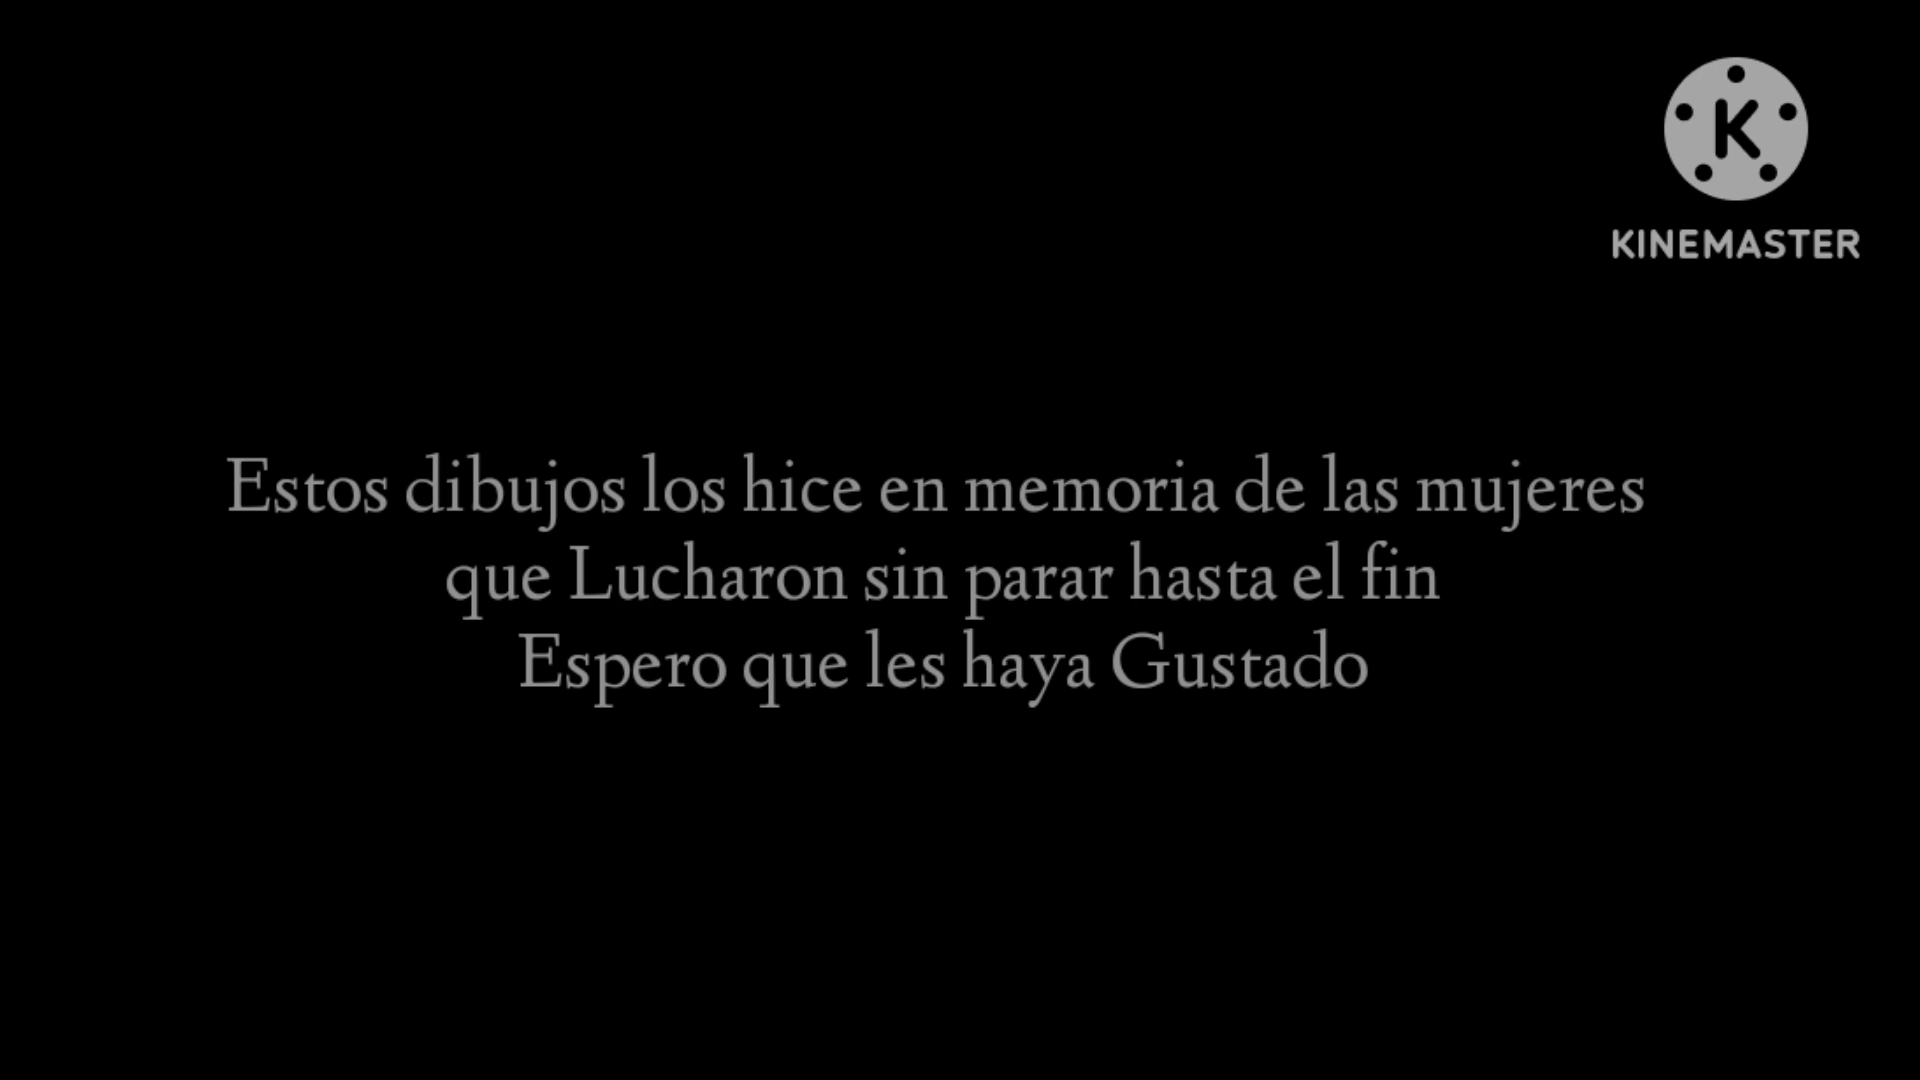 K
KINEMASTER
Estos dibujos los hice en memoria de las mujeres
que Lucharon sin parar hasta el fin
Espero que les haya Gustado